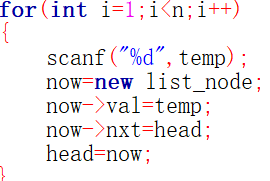 for(int i=1;i<n;i++)
{
    scanf("%d",temp);
    now=new list_node;
    now->val=temp;
    now->nxt=head;
    head=now;
}